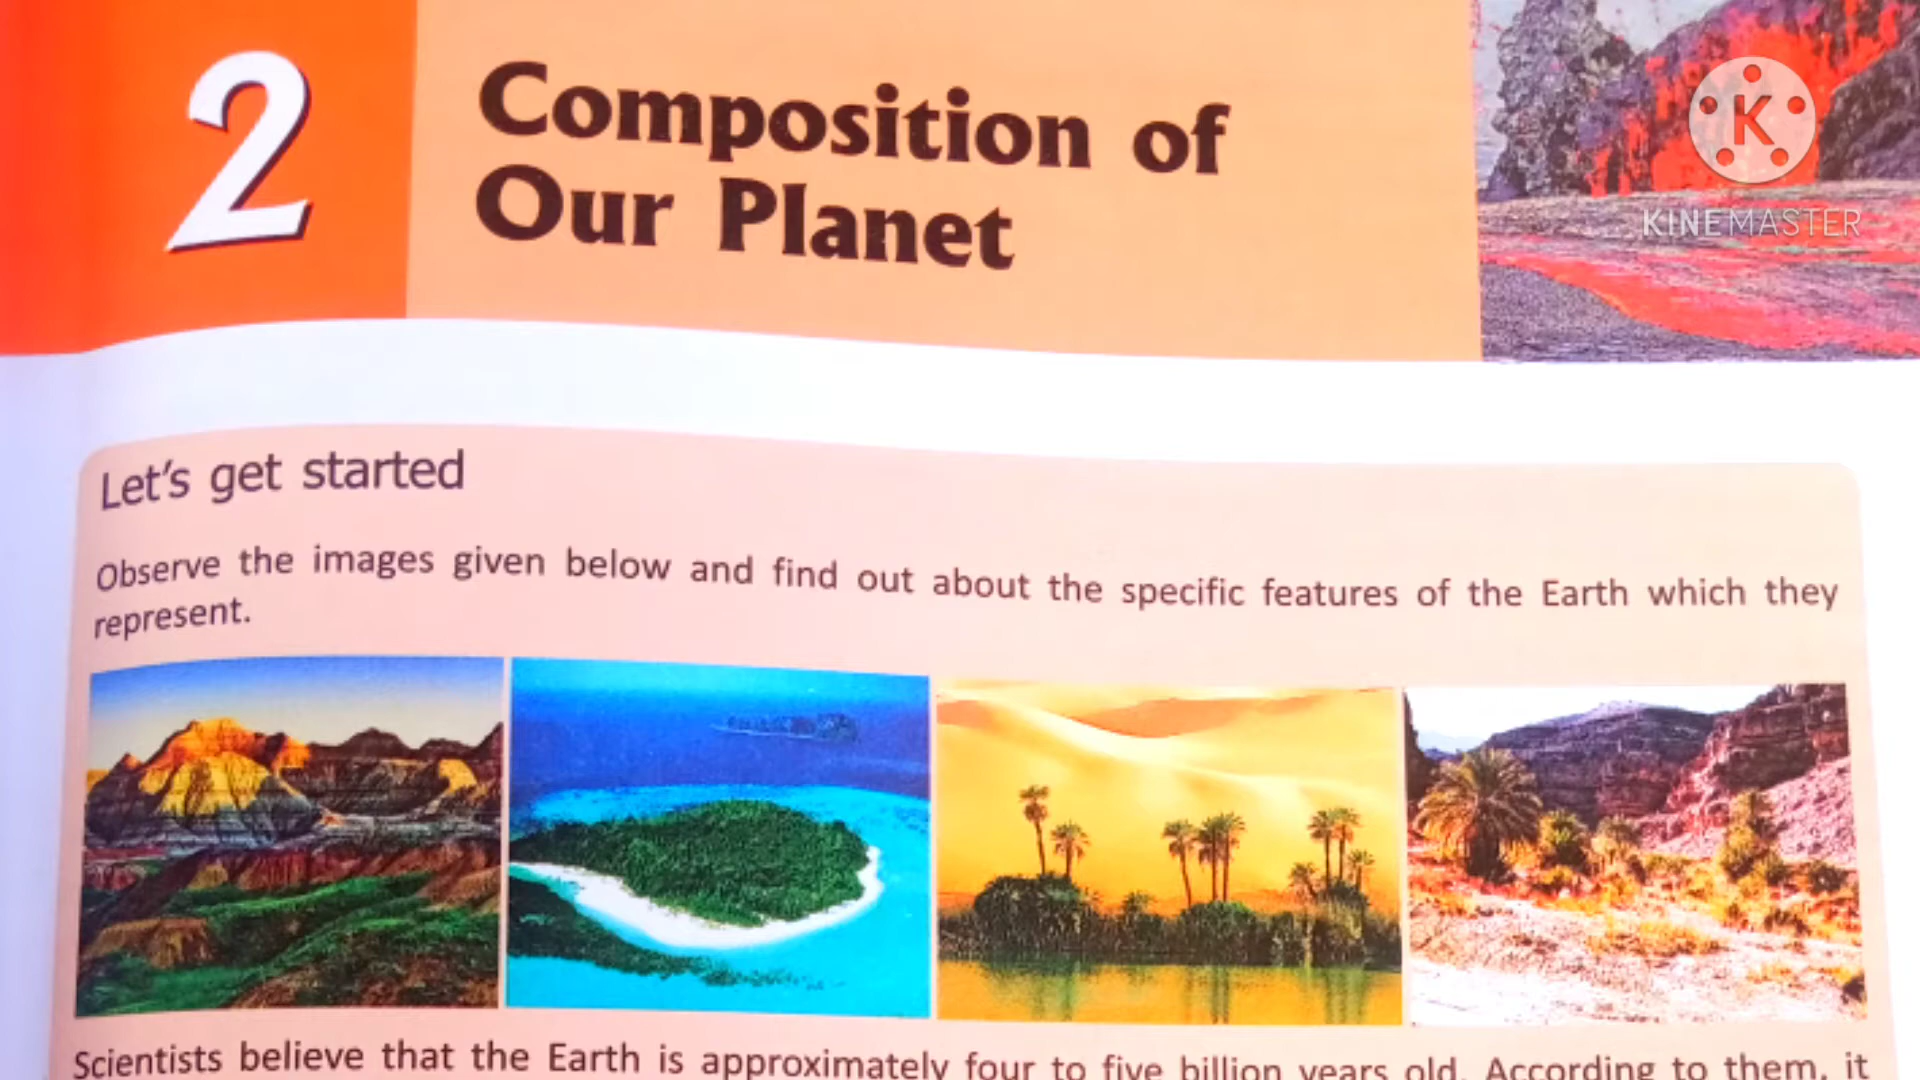 2
Composition of
Our Planet
K
KINEMASTER
Let's get started
Observe the images given below and find out about the specific features of the Earth which they
represent.
Scientists believe that the Earth is approximately four to five billion years old. According to them, it